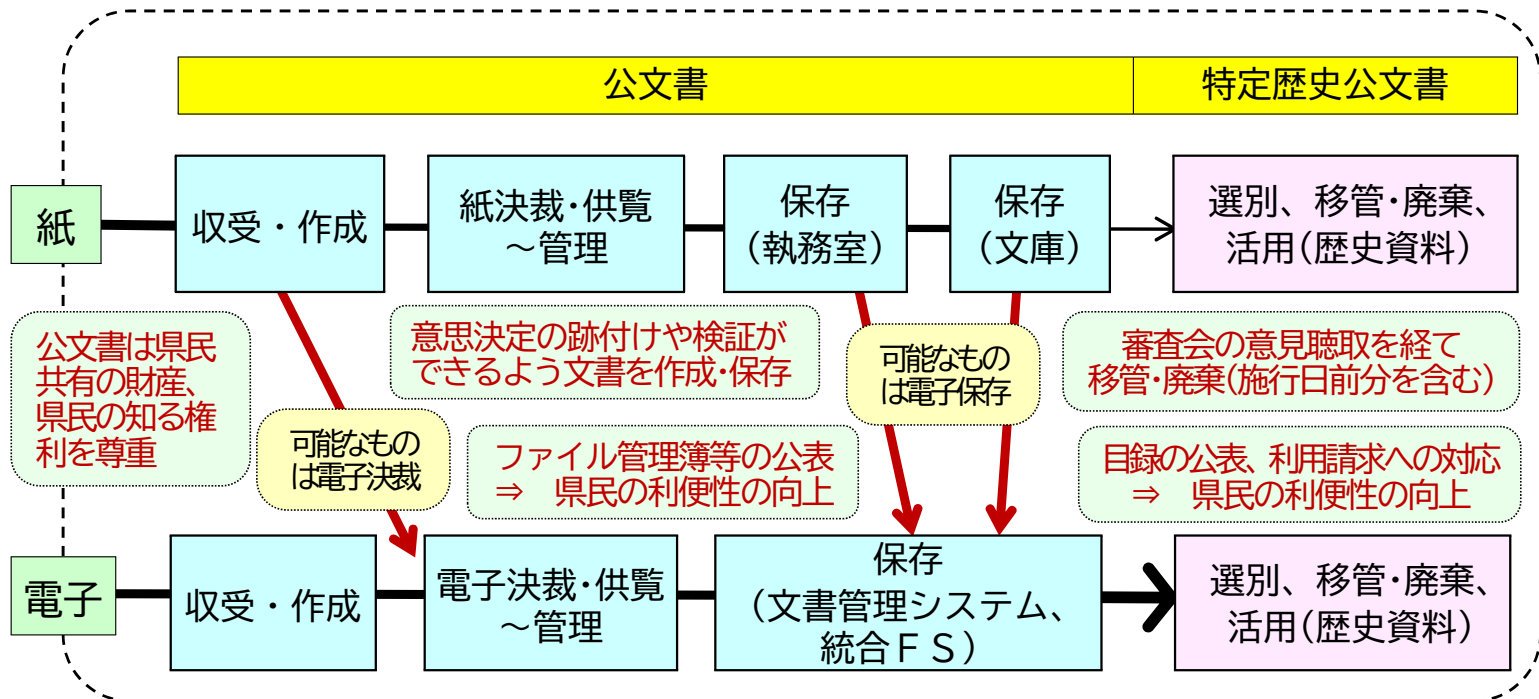 公文書
特定歴史公文書
紙
収受・作成
紙決裁・供覧
～管理
保存
（執務室）
保存
（文庫）
選別、移管・廃棄、
活用（歴史資料）
公文書は県民
共有の財産、
県民の知る権
利を尊重
意思決定の跡付けや検証が
できるよう文書を作成・保存
可能なもの
は電子保存
審査会の意見聴取を経て
移管・廃棄（施行日前分を含む）
可能なもの
は電子決裁
ファイル管理簿等の公表
⇒　県民の利便性の向上
目録の公表、利用請求への対応
⇒　県民の利便性の向上
電子
収受・作成
電子決裁・供覧
～管理
保存
（文書管理システム、
統合ＦＳ）
選別、移管・廃棄、
活用（歴史資料）